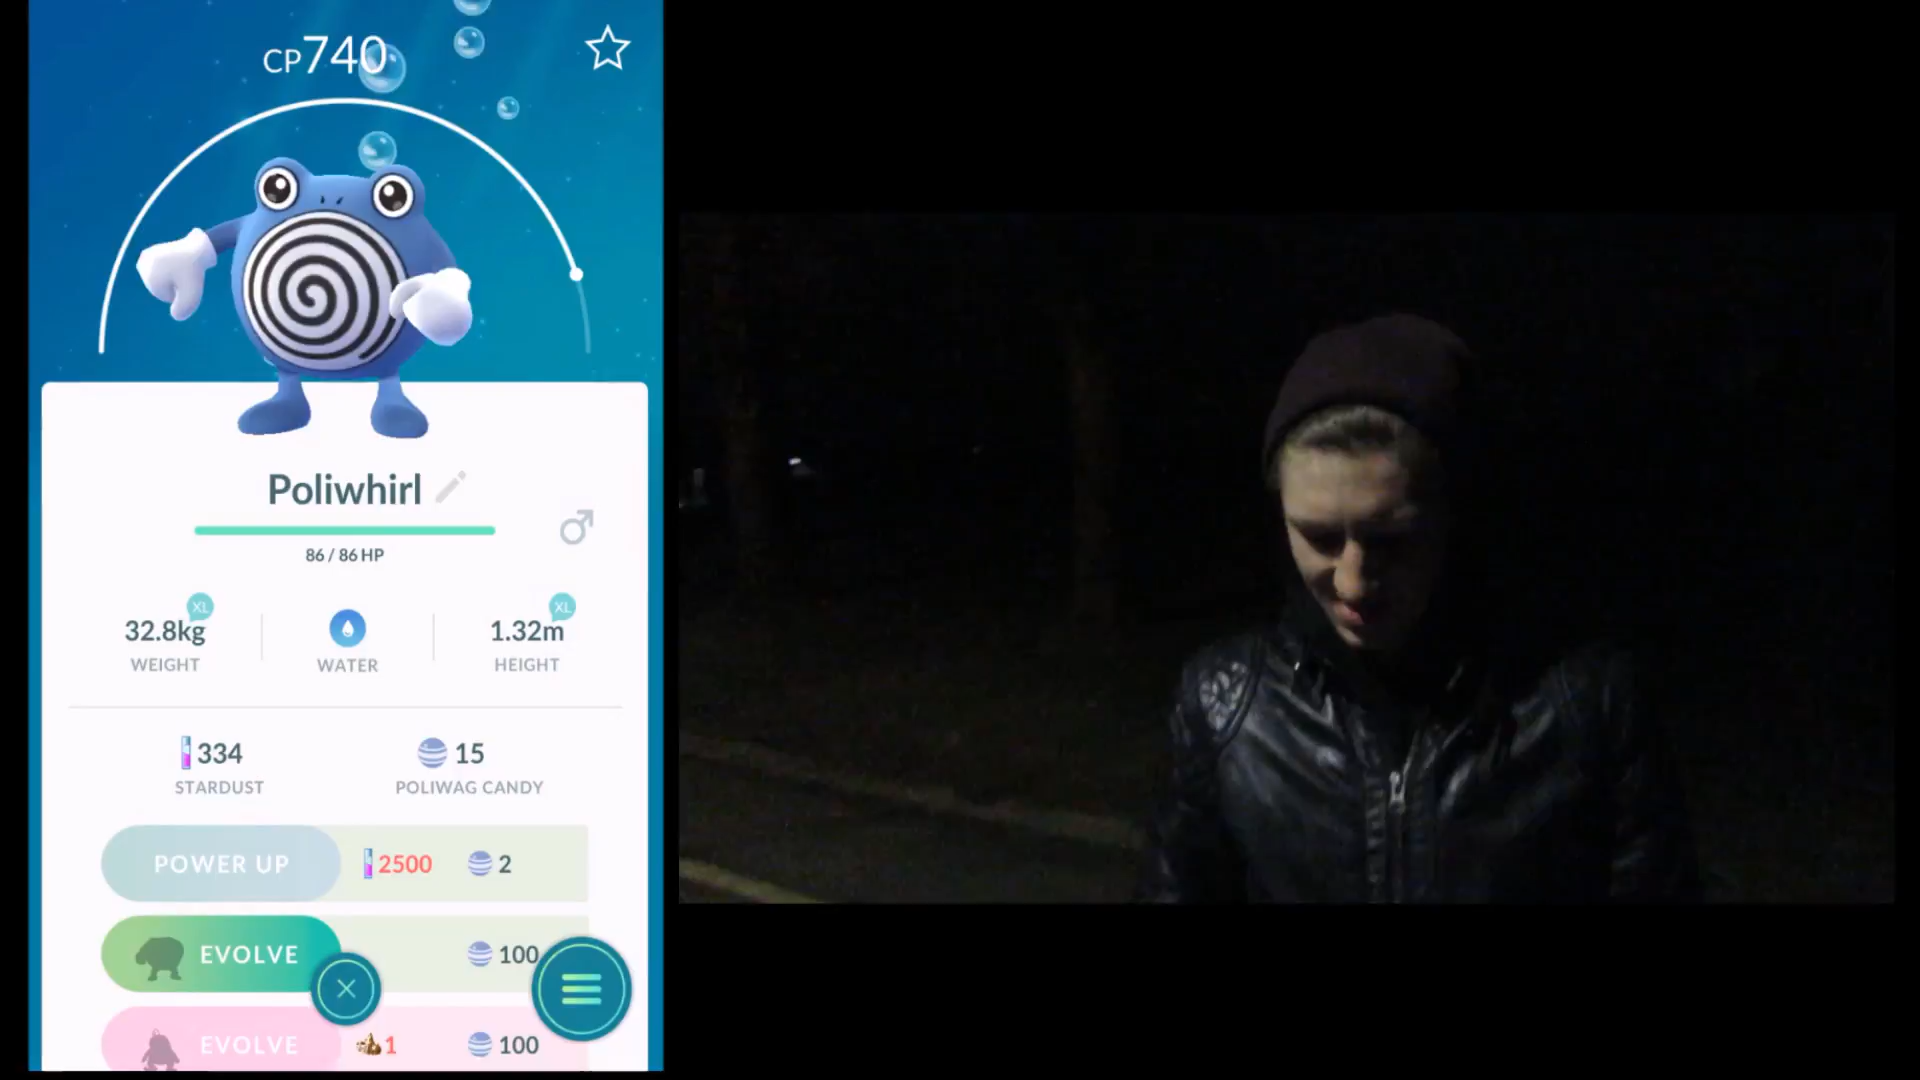 CP740
Poliwhirl
86 / 86 HP
XL XL
32.8kg 1.32m
WEIGHT WATER HEIGHT
334 15
STARDUST POLIWAG CANDY
POWER UP 2500 2
EVOLVE 100
EVOLVE 1 100